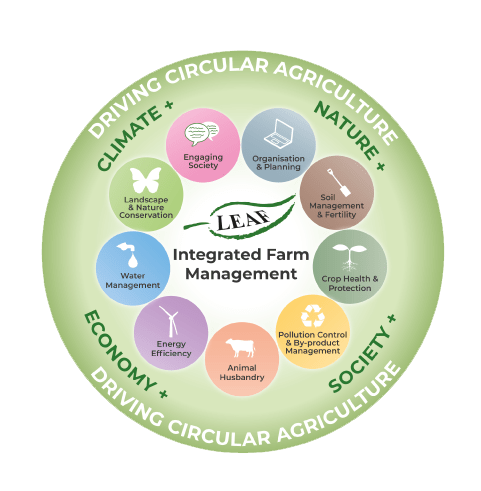 DRIVING CIRCULAR AGRICULTURE
CLIMATE +
NATURE +
Engaging
Society
Organisation
& Planning
Landscape
& Nature
Conservation
Soil
Management
& Fertility
LEAF
Integrated Farm
Management
Water
Management
Crop Health &
Protection
Energy
Efficiency
Animal
Husbandry
Pollution Control
& By-product
Management
ECONOMY +
SOCIETY +
DRIVING CIRCULAR AGRICULTURE